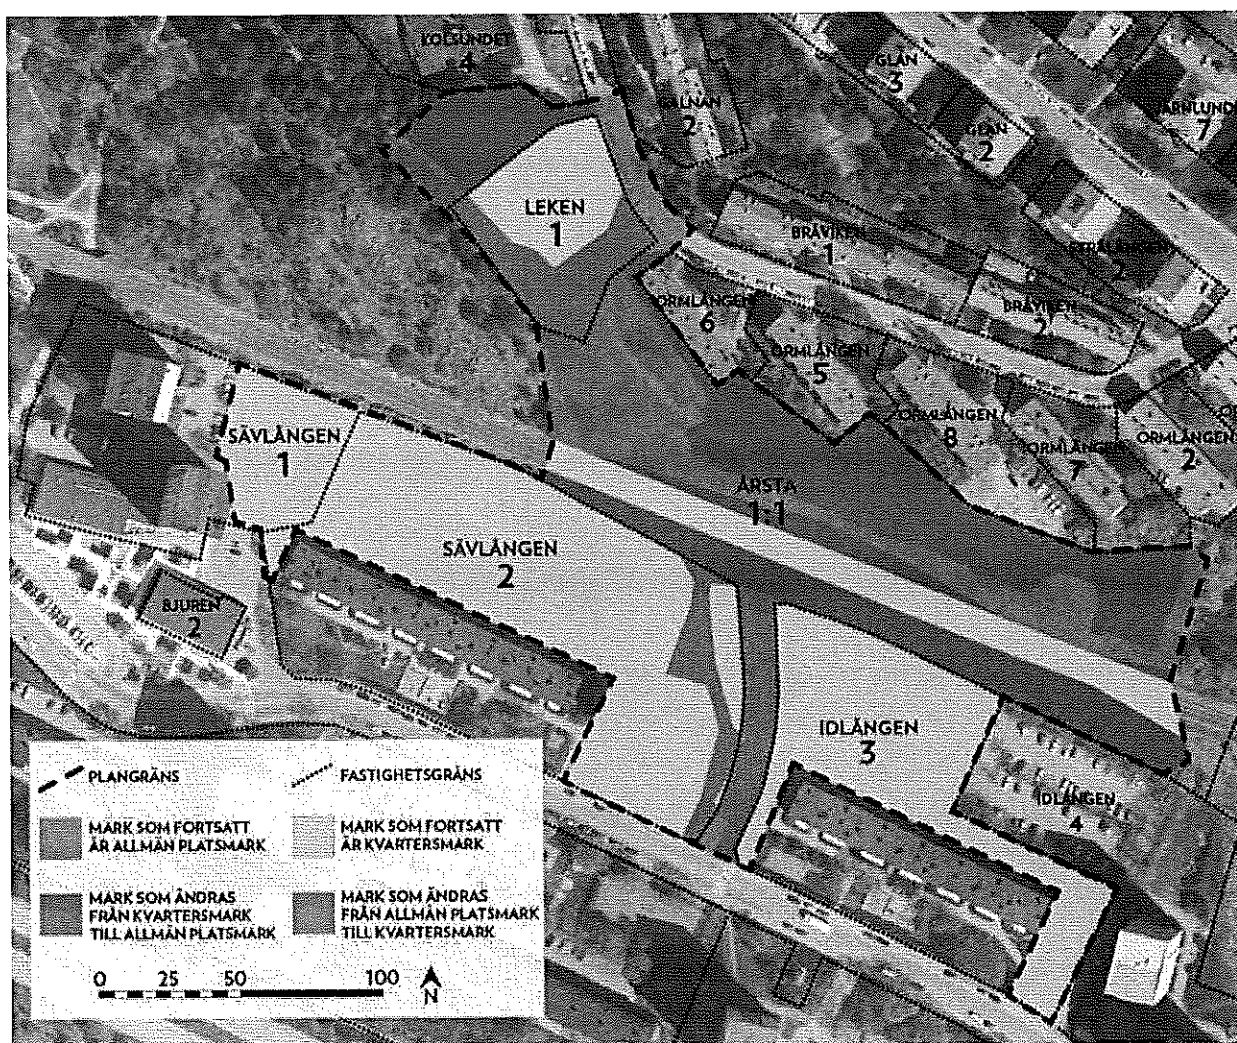 KOLSUNDET
4
GLAN
3
2
GLAN
2
7
LEKEN
1
BRÅVIKEN
1
2
BRÅVIKEN
2
ORMLÅNGEN
6
ORMLÅNGEN
5
ORMLÅNGEN
8
ORMLÅNGEN
7
ORMLÅNGEN
2
SÄVLÅNGEN
1
ÅRSTA
1:1
SÄVLÅNGEN
2
BJUREN
2
IDLÅNGEN
3
IDLÅNGEN
4
PLANGRÄNS
FASTIGHETSGRÄNS
MARK SOM FORTSATT
ÄR ALLMÄN PLATSMARK
MARK SOM FORTSATT
ÄR KVARTERSMARK
MARK SOM ÄNDRAS
FRÅN KVARTERSMARK
TILL ALLMÄN PLATSMARK
MARK SOM ÄNDRAS
FRÅN ALLMÄN PLATSMARK
TILL KVARTERSMARK
0 25 50 100
N